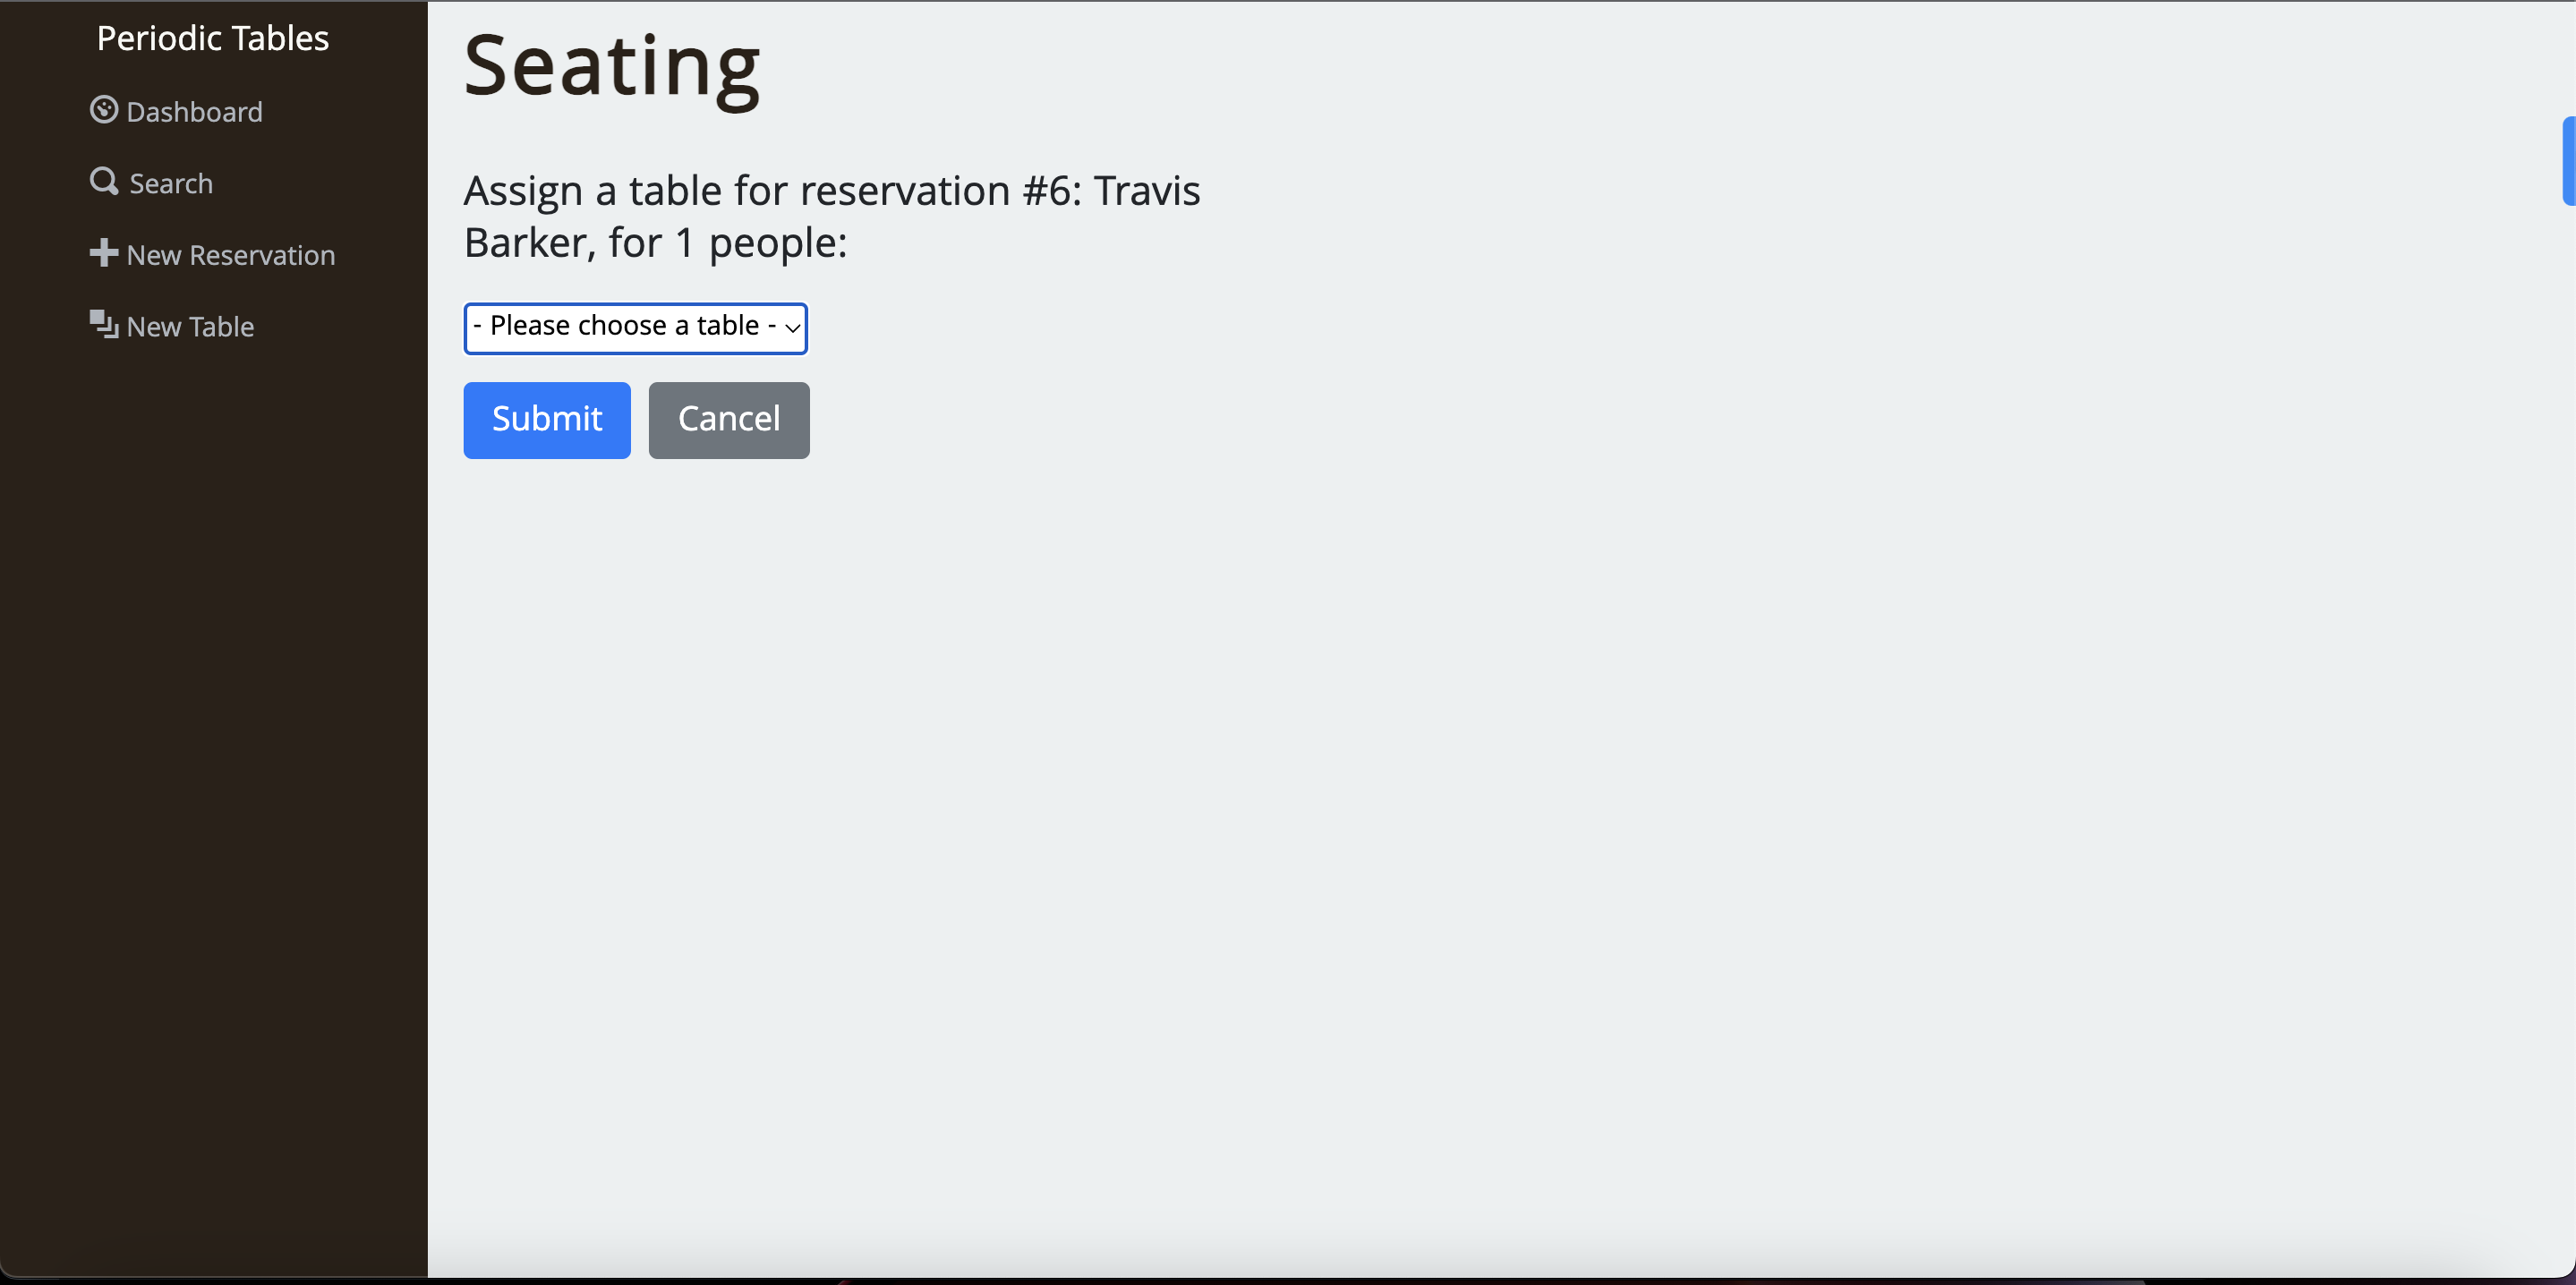 Periodic Tables
Dashboard
Search
New Reservation
New Table
Seating
Assign a table for reservation #6: Travis
Barker, for 1 people:
- Please choose a table -
Submit
Cancel